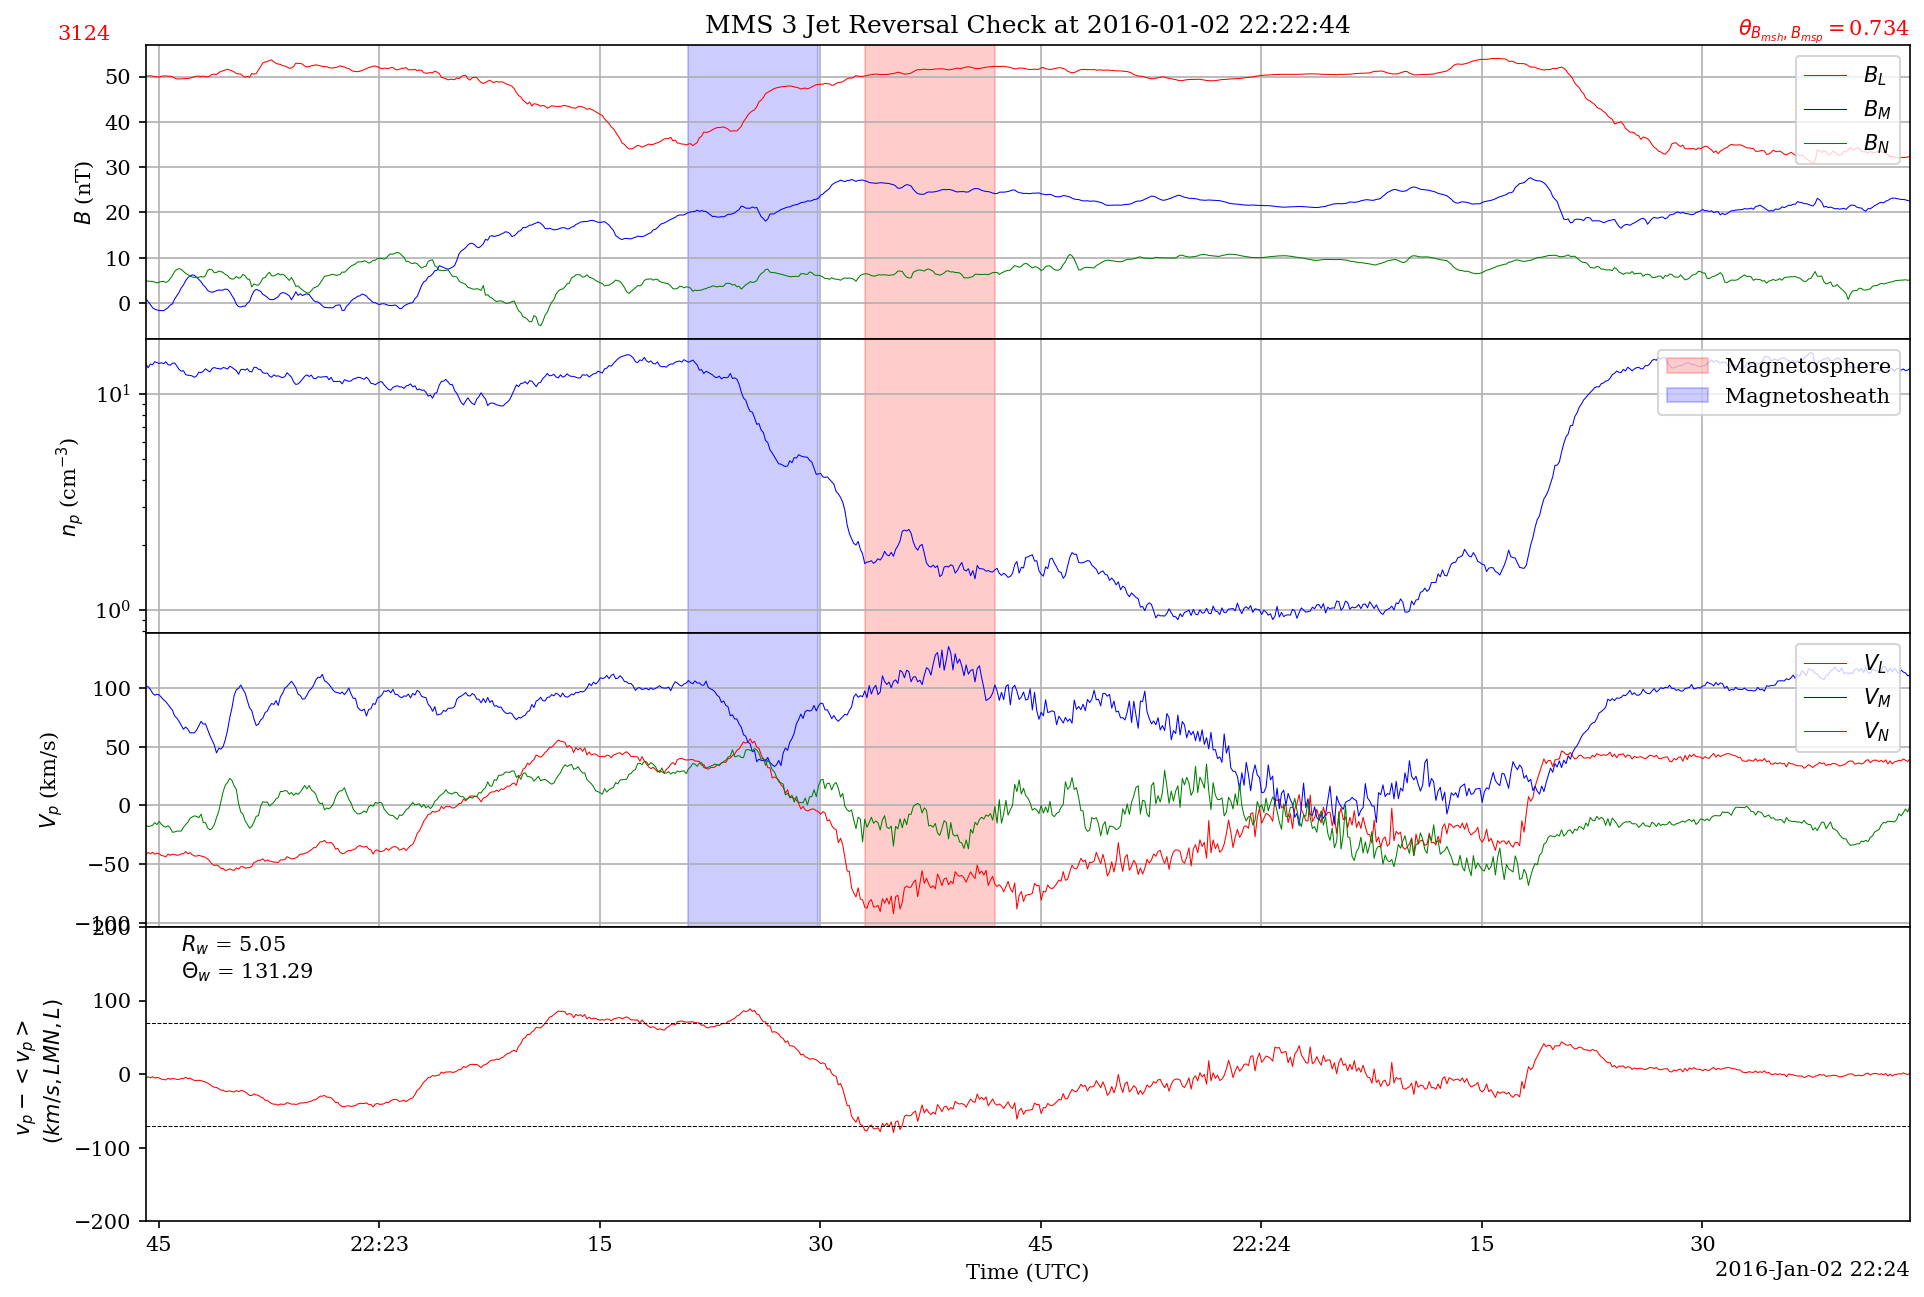 MMS 3 Jet Reversal Check at 2016-01-02 22:22:44
3124
θ_{B_{msh}, B_{msp}} = 0.734
50
40
30
20
10
0
B (nT)
B_L
B_M
B_N
10^1
10^0
n_p (cm^{−3})
Magnetosphere
Magnetosheath
100
50
0
−50
−100
V_p (km/s)
V_L
V_M
V_N
200
100
0
−100
−200
v_p − < v_p >
(km/s, LMN, L)
R_w = 5.05
Θ_w = 131.29
45 22:23 15 30 45 22:24 15 30
Time (UTC)
2016-Jan-02 22:24